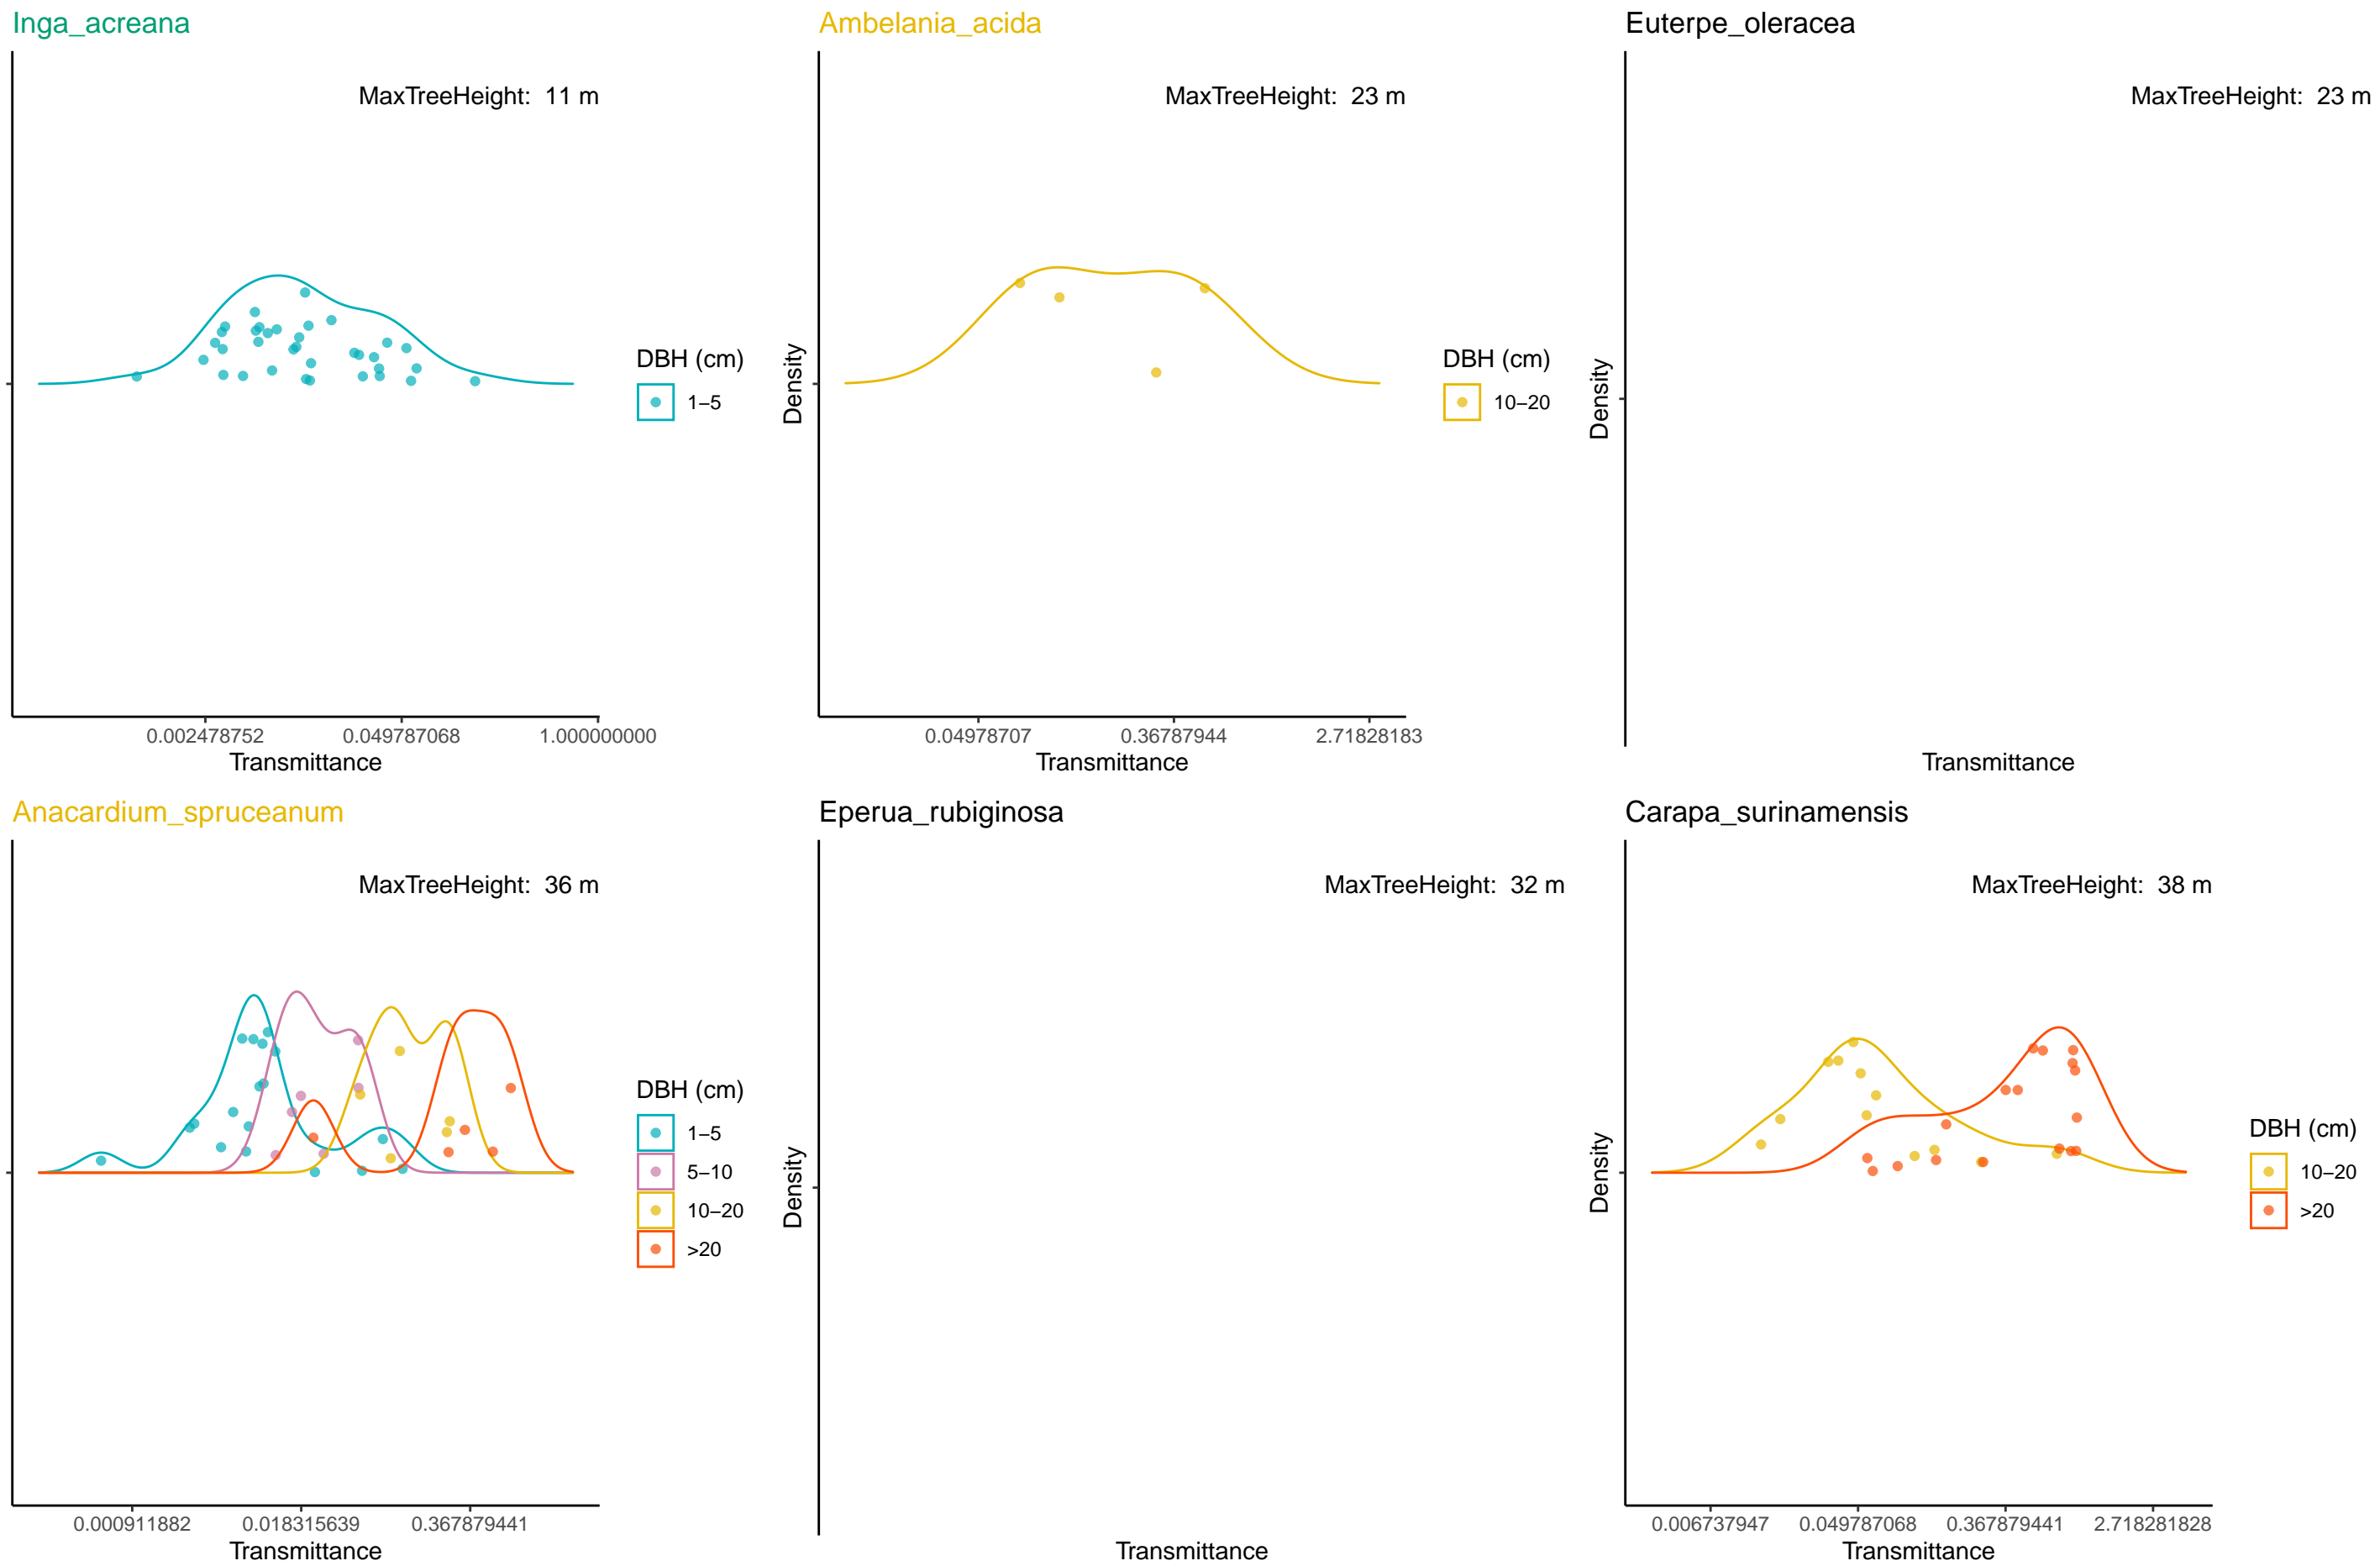 Inga_acreana
MaxTreeHeight:  11 m
DBH (cm)
1–5
0.002478752
0.049787068
1.000000000
Transmittance
Ambelania_acida
MaxTreeHeight:  23 m
Density
DBH (cm)
10–20
0.04978707
0.36787944
2.71828183
Transmittance
Euterpe_oleracea
MaxTreeHeight:  23 m
Density
Transmittance
Anacardium_spruceanum
MaxTreeHeight:  36 m
DBH (cm)
1–5
5–10
10–20
>20
0.000911882
0.018315639
0.367879441
Transmittance
Eperua_rubiginosa
MaxTreeHeight:  32 m
Density
Transmittance
Carapa_surinamensis
MaxTreeHeight:  38 m
Density
DBH (cm)
10–20
>20
0.006737947
0.049787068
0.367879441
2.718281828
Transmittance